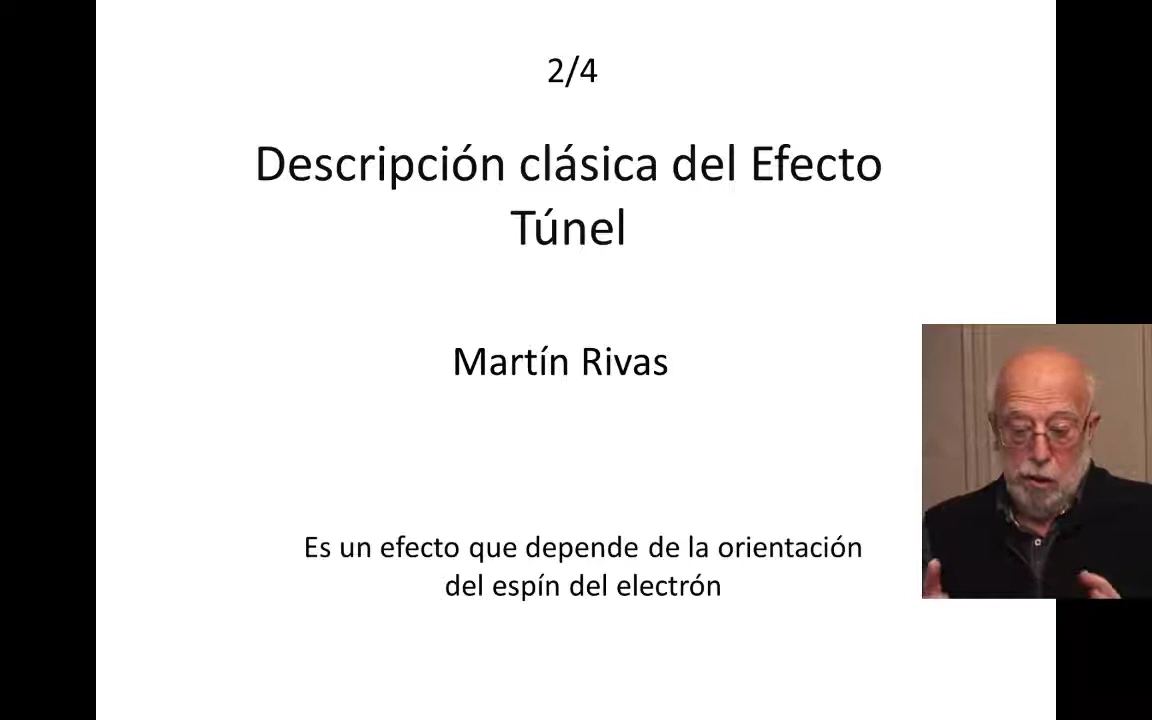 2/4
Descripción clásica del Efecto
Túnel
Martín Rivas
Es un efecto que depende de la orientación
del espín del electrón